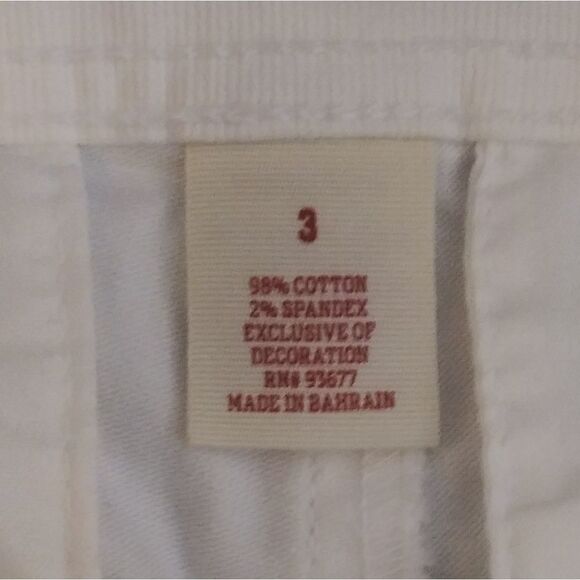 3
98% COTTON
2% SPANDEX
EXCLUSIVE OF
DECORATION
RN# 93677
MADE IN BAHRAIN